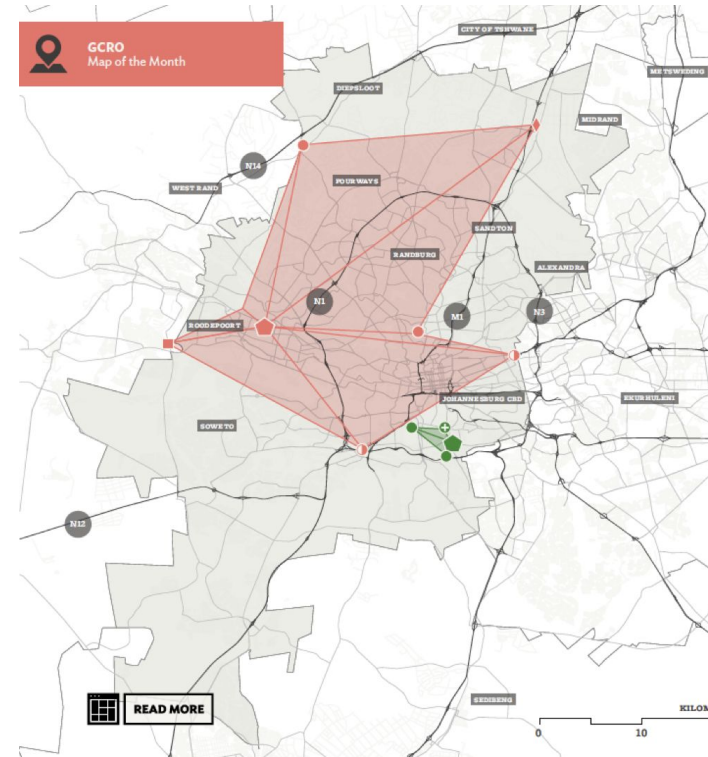 GCRO
Map of the Month
CITY OF TSHWANE
METSWEDING
DIEPSLOOT
MIDRAND
N14
WEST RAND
FOURWAYS
SANDTON
RANDBURG
ALEXANDRA
N1
M1
N3
ROODEPOORT
JOHANNESBURG CBD
EKURHULENI
SOWETO
N12
READ MORE
SEDIBENG
KILOM
0
10